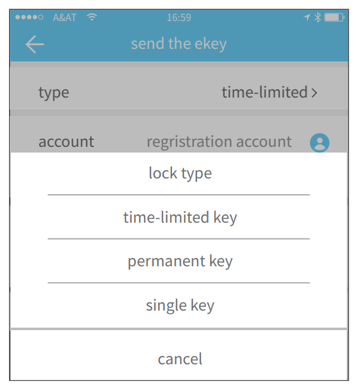 A&AT 16:59
send the ekey
type time-limited >
account regristration account
lock type
time-limited key
permanent key
single key
cancel